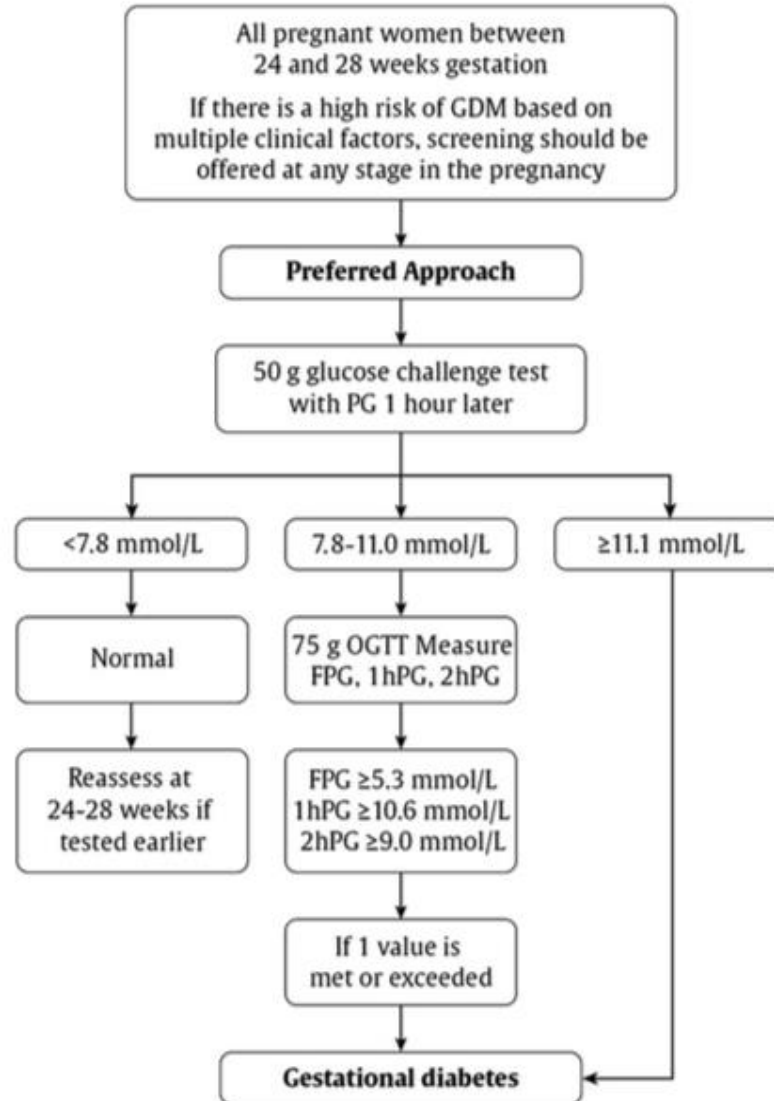 All pregnant women between
24 and 28 weeks gestation
If there is a high risk of GDM based on
multiple clinical factors, screening should be
offered at any stage in the pregnancy
Preferred Approach
50 g glucose challenge test
with PG 1 hour later
<7.8 mmol/L
7.8-11.0 mmol/L
≥11.1 mmol/L
Normal
75 g OGTT Measure
FPG, 1hPG, 2hPG
Reassess at
24-28 weeks if
tested earlier
FPG ≥5.3 mmol/L
1hPG ≥10.6 mmol/L
2hPG ≥9.0 mmol/L
If 1 value is
met or exceeded
Gestational diabetes